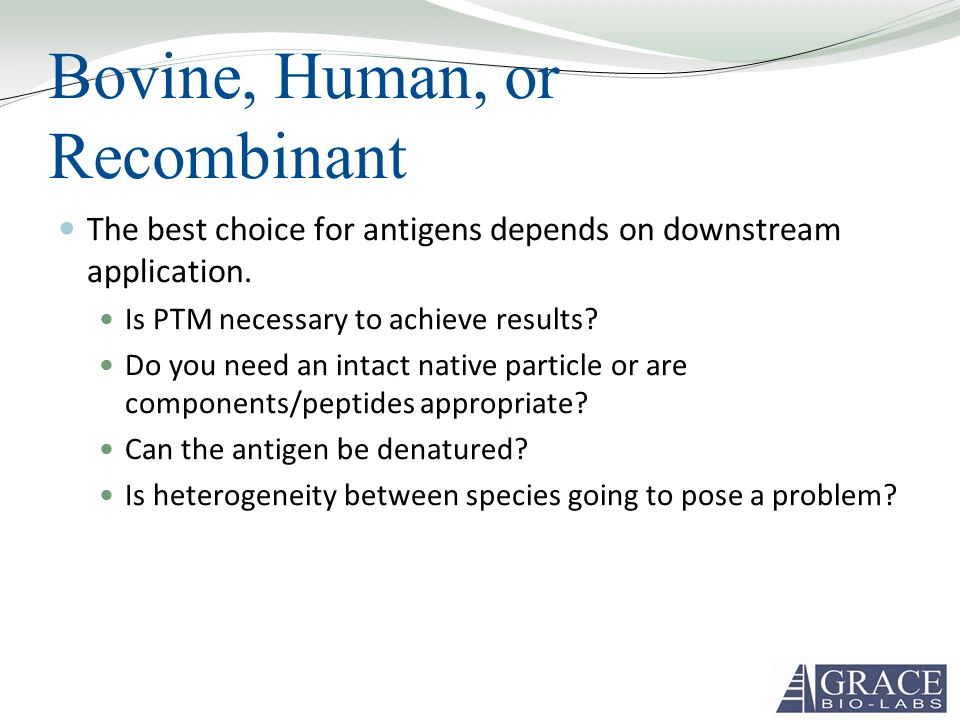 Bovine, Human, or
Recombinant
The best choice for antigens depends on downstream
application.
Is PTM necessary to achieve results?
Do you need an intact native particle or are
components/peptides appropriate?
Can the antigen be denatured?
Is heterogeneity between species going to pose a problem?
GRACE
BIO-LABS